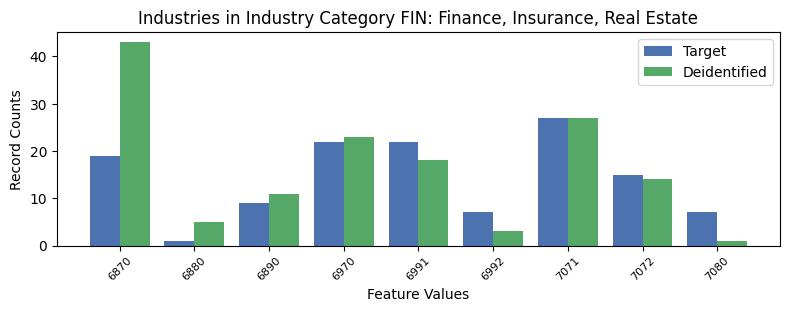 Industries in Industry Category FIN: Finance, Insurance, Real Estate
Target
Deidentified
Record Counts
40
30
20
10
0
6870
6880
6890
6970
6991
6992
7071
7072
7080
Feature Values